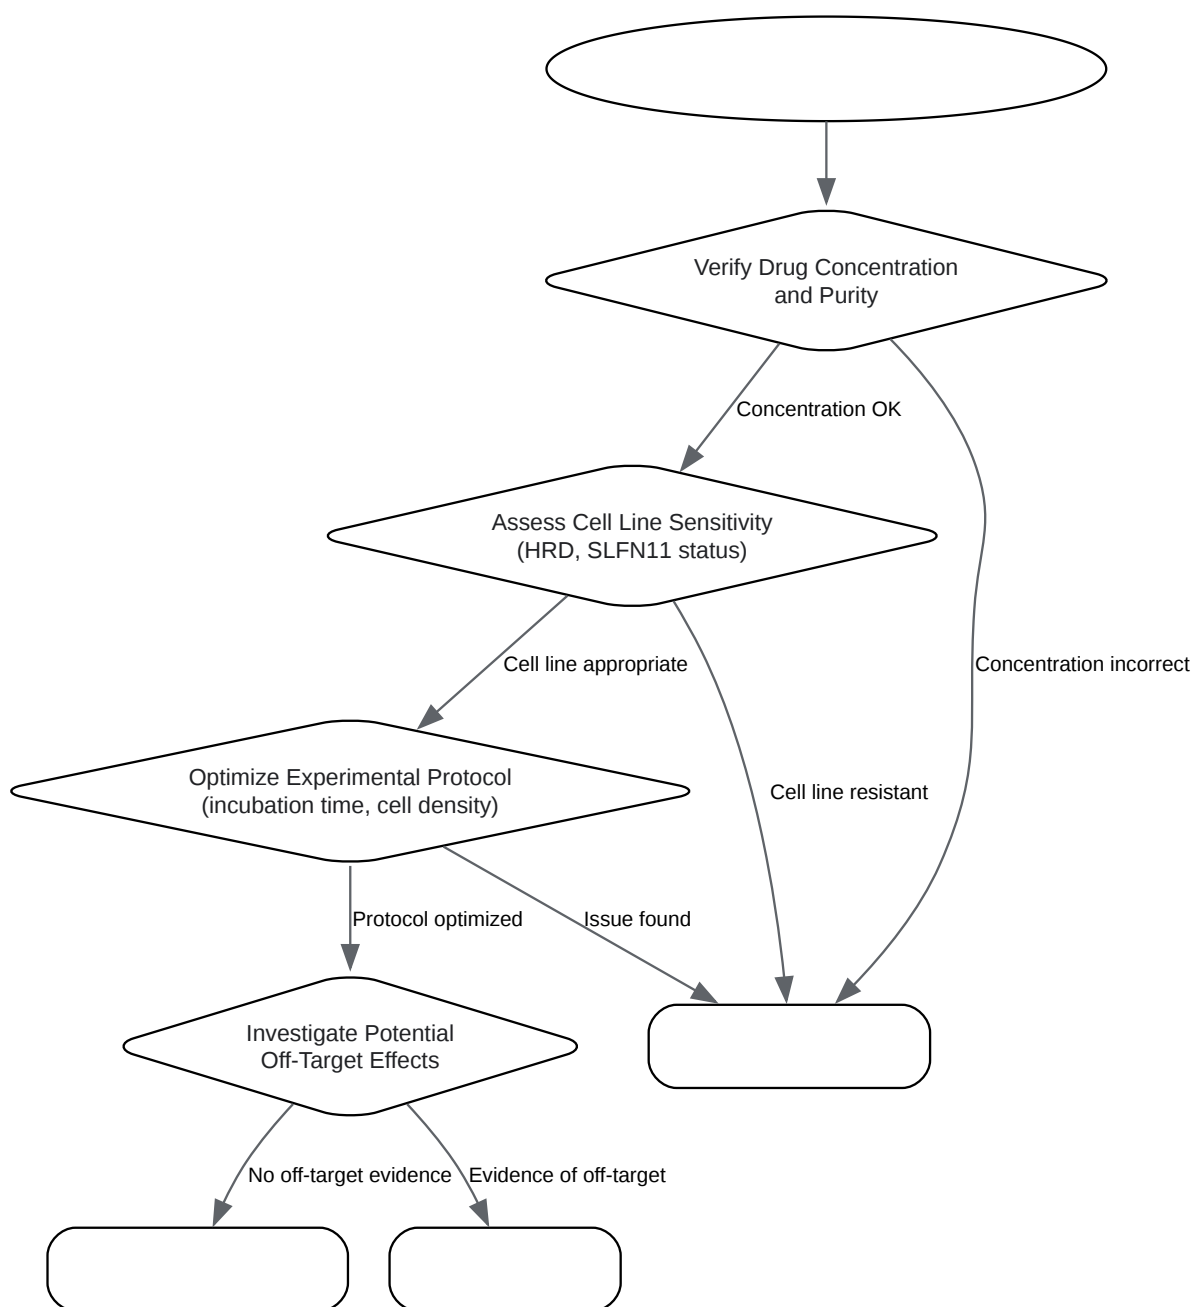 Verify Drug Concentration
and Purity
Concentration OK
Assess Cell Line Sensitivity
(HRD, SLFN11 status)
Cell line appropriate
Concentration incorrect
Optimize Experimental Protocol
(incubation time, cell density)
Cell line resistant
Protocol optimized
Issue found
Investigate Potential
Off-Target Effects
No off-target evidence
Evidence of off-target